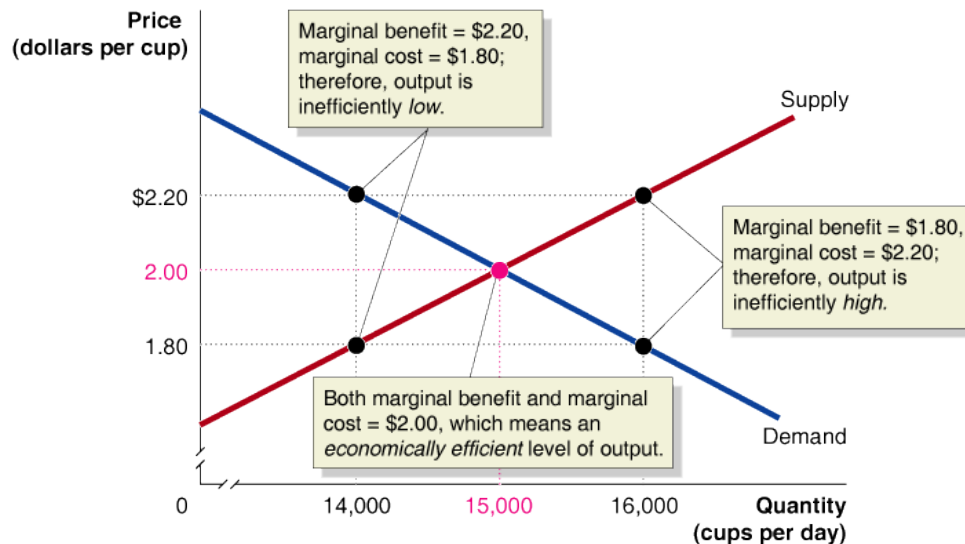 Price
(dollars per cup)
Marginal benefit = $2.20,
marginal cost = $1.80;
therefore, output is
inefficiently low.
Supply
$2.20
Marginal benefit = $1.80,
marginal cost = $2.20;
therefore, output is
inefficiently high.
2.00
1.80
Both marginal benefit and marginal
cost = $2.00, which means an
economically efficient level of output.
Demand
0
14,000
15,000
16,000
Quantity
(cups per day)